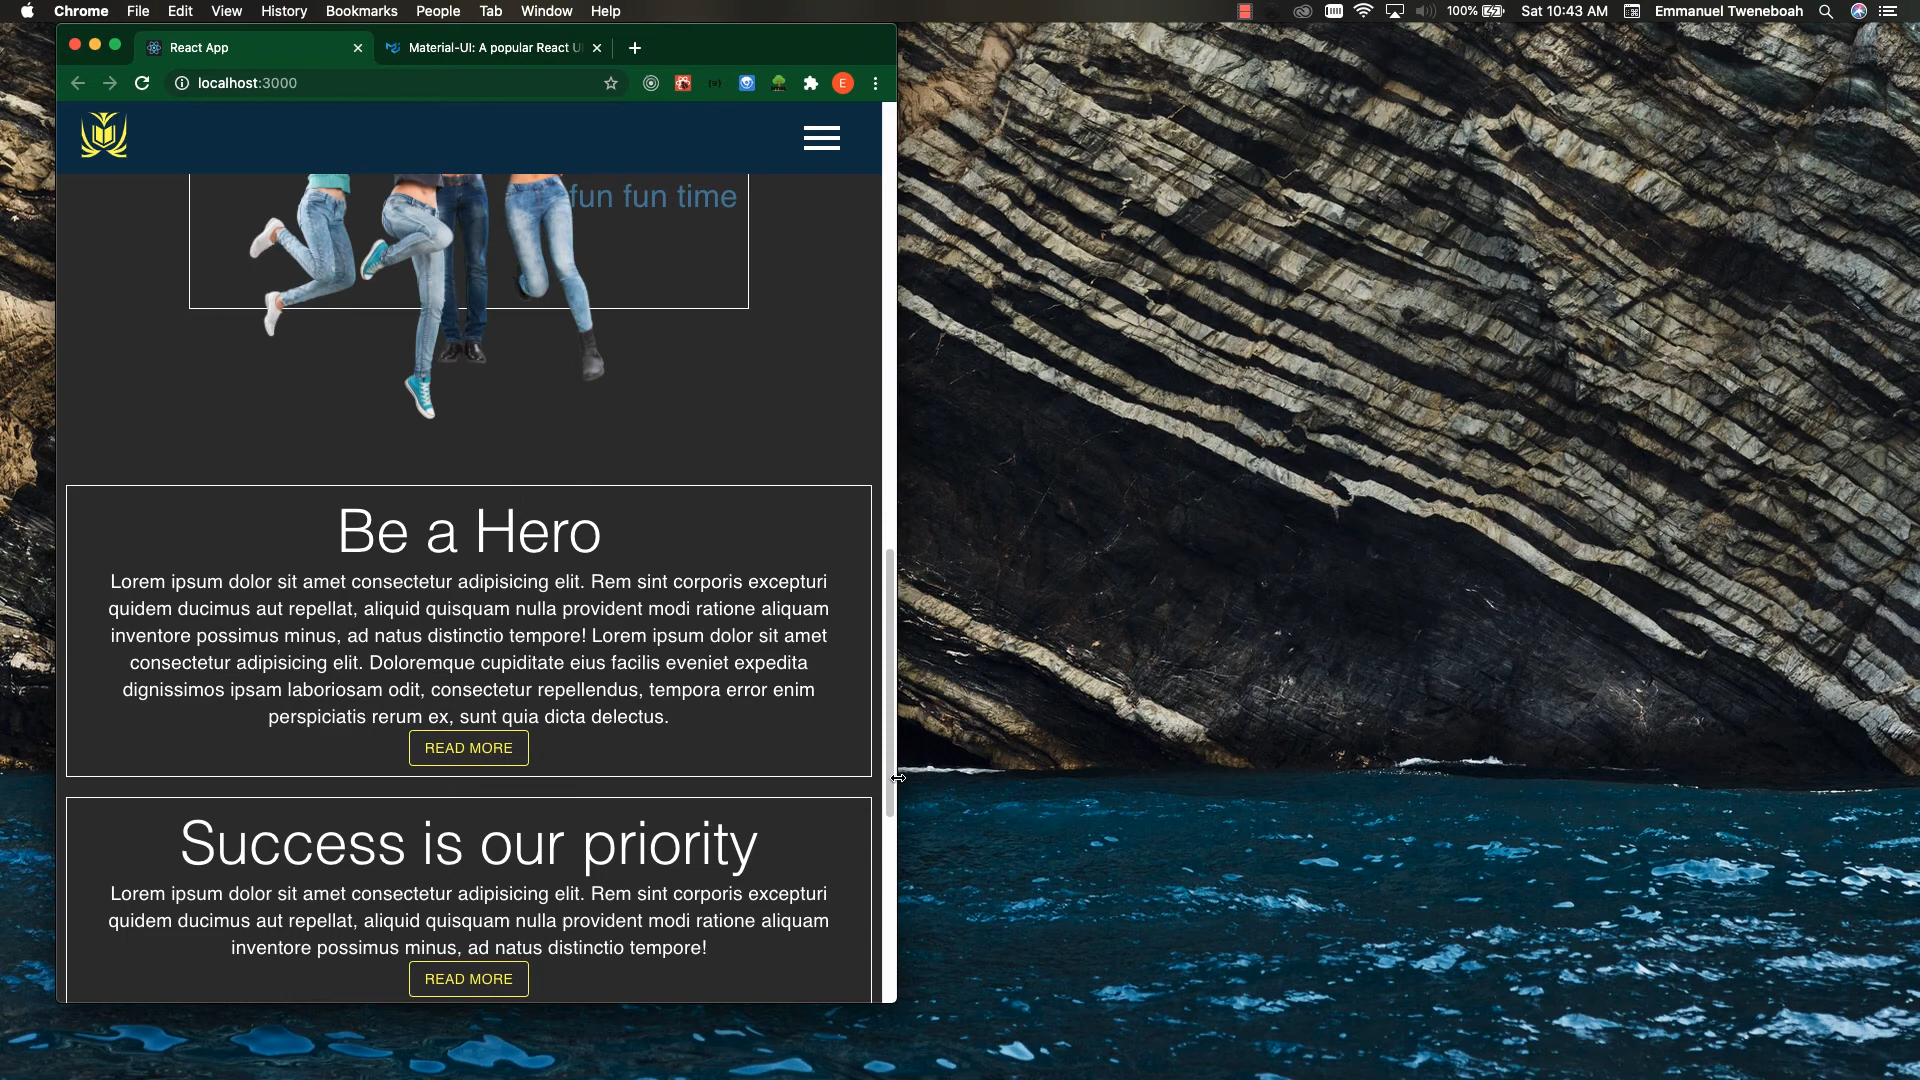 Chrome File Edit View History Bookmarks People Tab Window Help 100% Sat 10:43 AM Emmanuel Tweneboah
React App Material-UI: A popular React U
localhost:3000 E
fun fun time
Be a Hero
Lorem ipsum dolor sit amet consectetur adipisicing elit. Rem sint corporis excepturi
quidem ducimus aut repellat, aliquid quisquam nulla provident modi ratione aliquam
inventore possimus minus, ad natus distinctio tempore! Lorem ipsum dolor sit amet
consectetur adipisicing elit. Doloremque cupiditate eius facilis eveniet expedita
dignissimos ipsam laboriosam odit, consectetur repellendus, tempora error enim
perspiciatis rerum ex, sunt quia dicta delectus.
READ MORE
Success is our priority
Lorem ipsum dolor sit amet consectetur adipisicing elit. Rem sint corporis excepturi
quidem ducimus aut repellat, aliquid quisquam nulla provident modi ratione aliquam
inventore possimus minus, ad natus distinctio tempore!
READ MORE